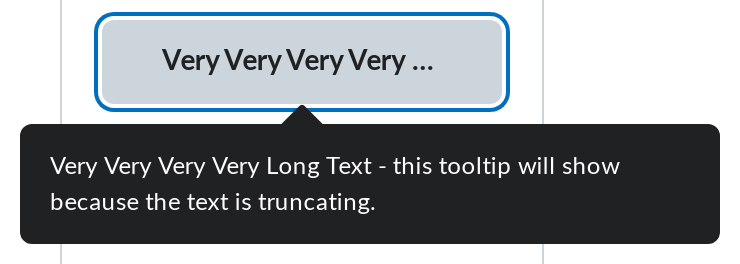 Very Very Very Very ...
Very Very Very Very Long Text - this tooltip will show
because the text is truncating.